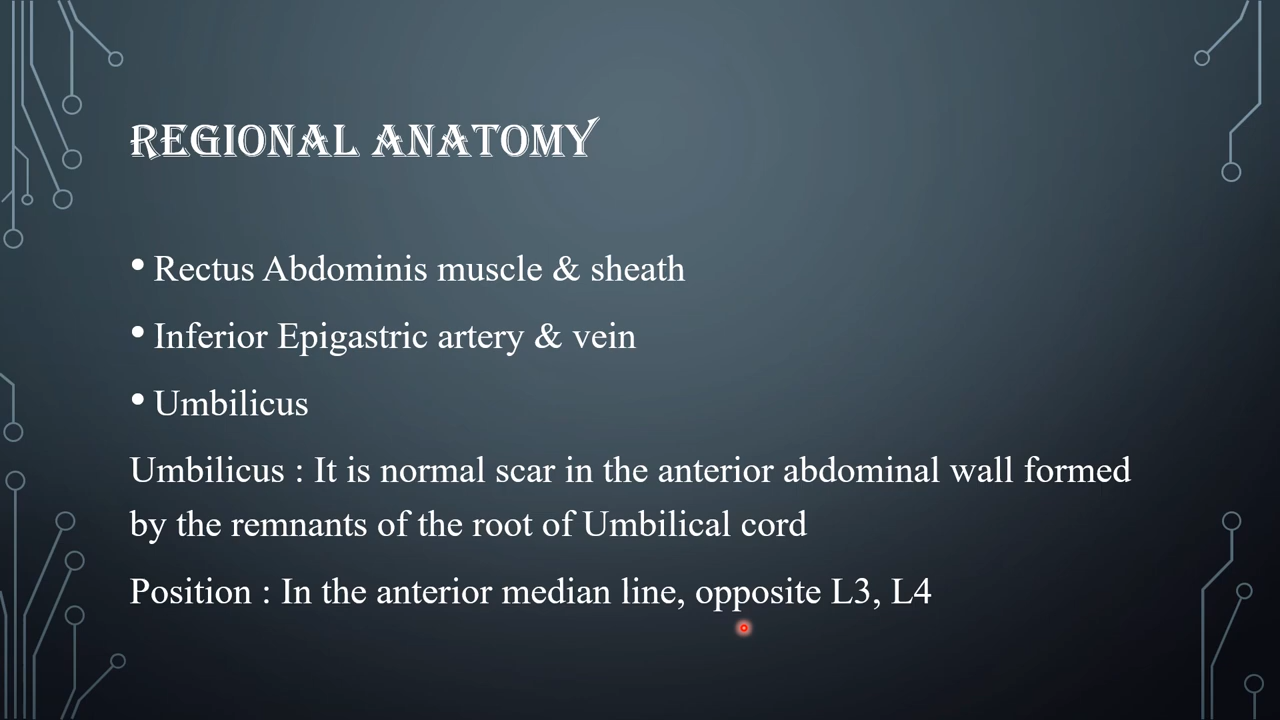 REGIONAL ANATOMY
• Rectus Abdominis muscle & sheath
• Inferior Epigastric artery & vein
• Umbilicus
Umbilicus : It is normal scar in the anterior abdominal wall formed
by the remnants of the root of Umbilical cord
Position : In the anterior median line, opposite L3, L4